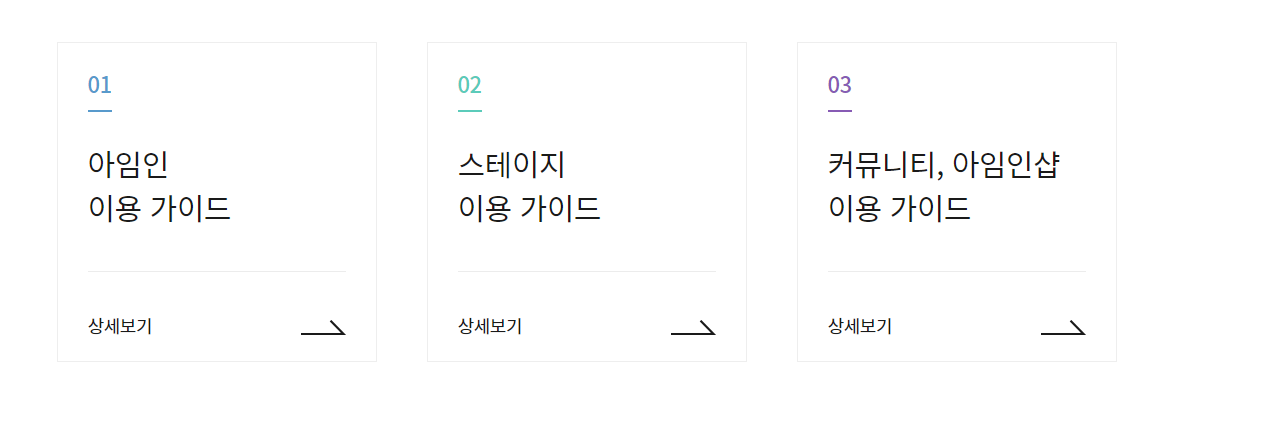 01
아임인
이용 가이드
상세보기
02
스테이지
이용 가이드
상세보기
03
커뮤니티, 아임인샵
이용 가이드
상세보기